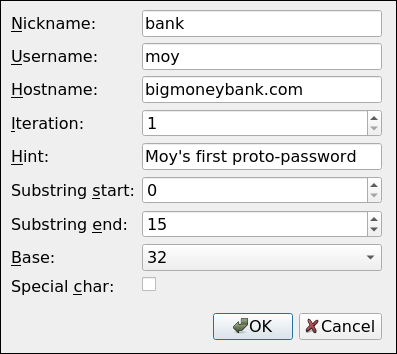 Nickname: bank
Username: moy
Hostname: bigmoneybank.com
Iteration: 1
Hint: Moy's first proto-password
Substring start: 0
Substring end: 15
Base: 32
Special char:
OK Cancel